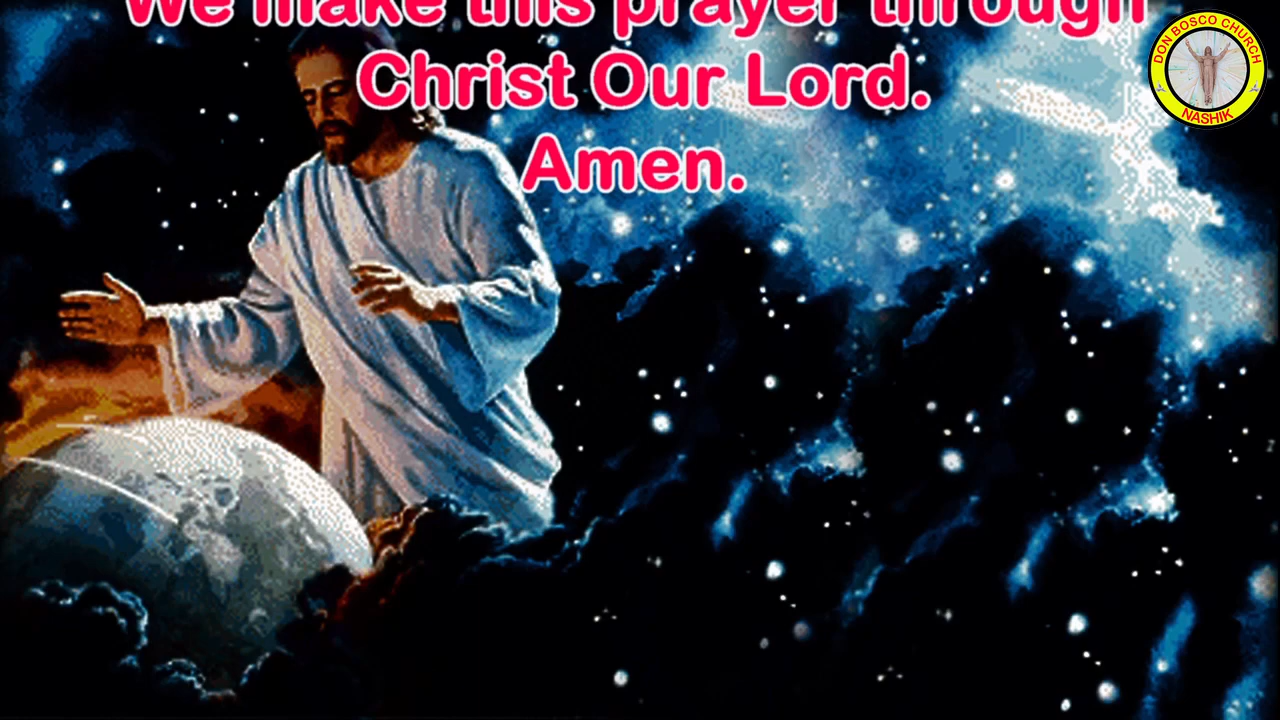 We make this prayer through
Christ Our Lord.
Amen.
DON BOSCO CHURCH
NASHIK